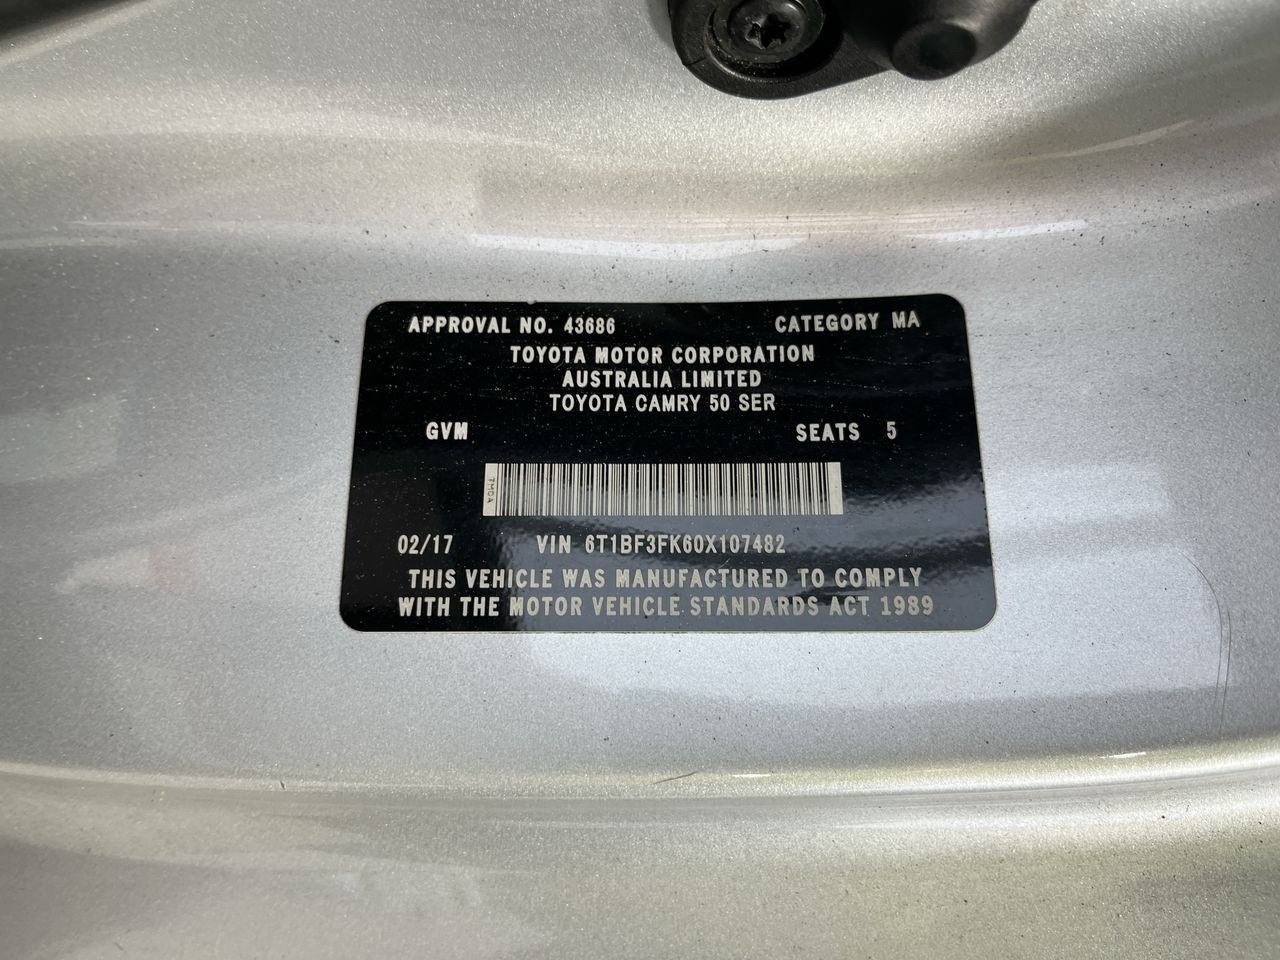 APPROVAL NO. 43686 CATEGORY MA
TOYOTA MOTOR CORPORATION
AUSTRALIA LIMITED
TOYOTA CAMRY 50 SER
GVM SEATS 5
TMCA
02/17 VIN 6T1BF3FK60X107482
THIS VEHICLE WAS MANUFACTURED TO COMPLY
WITH THE MOTOR VEHICLE STANDARDS ACT 1989